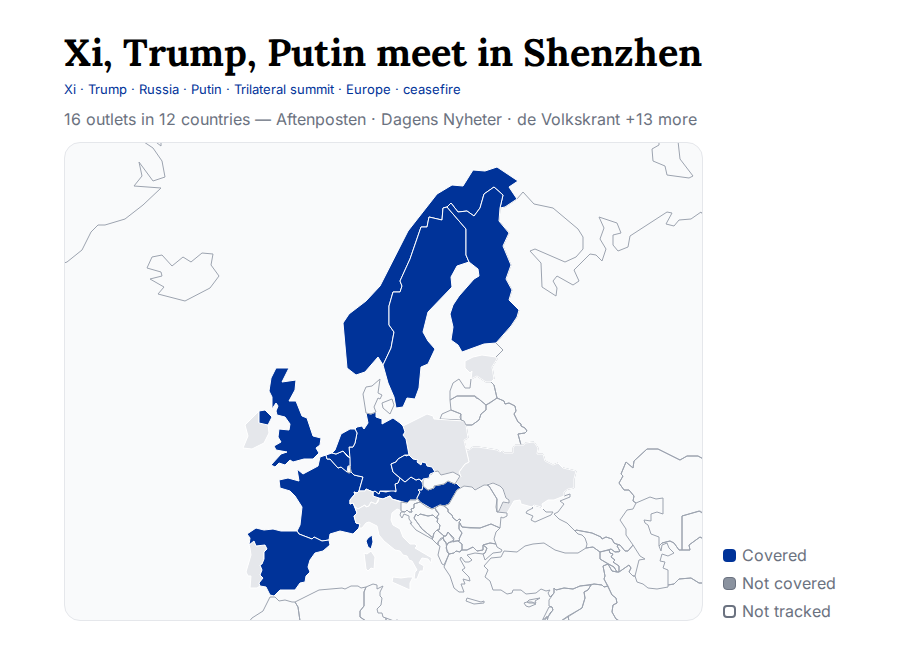 Xi, Trump, Putin meet in Shenzhen
Xi · Trump · Russia · Putin · Trilateral summit · Europe · ceasefire
16 outlets in 12 countries — Aftenposten · Dagens Nyheter · de Volkskrant +13 more
Covered
Not covered
Not tracked